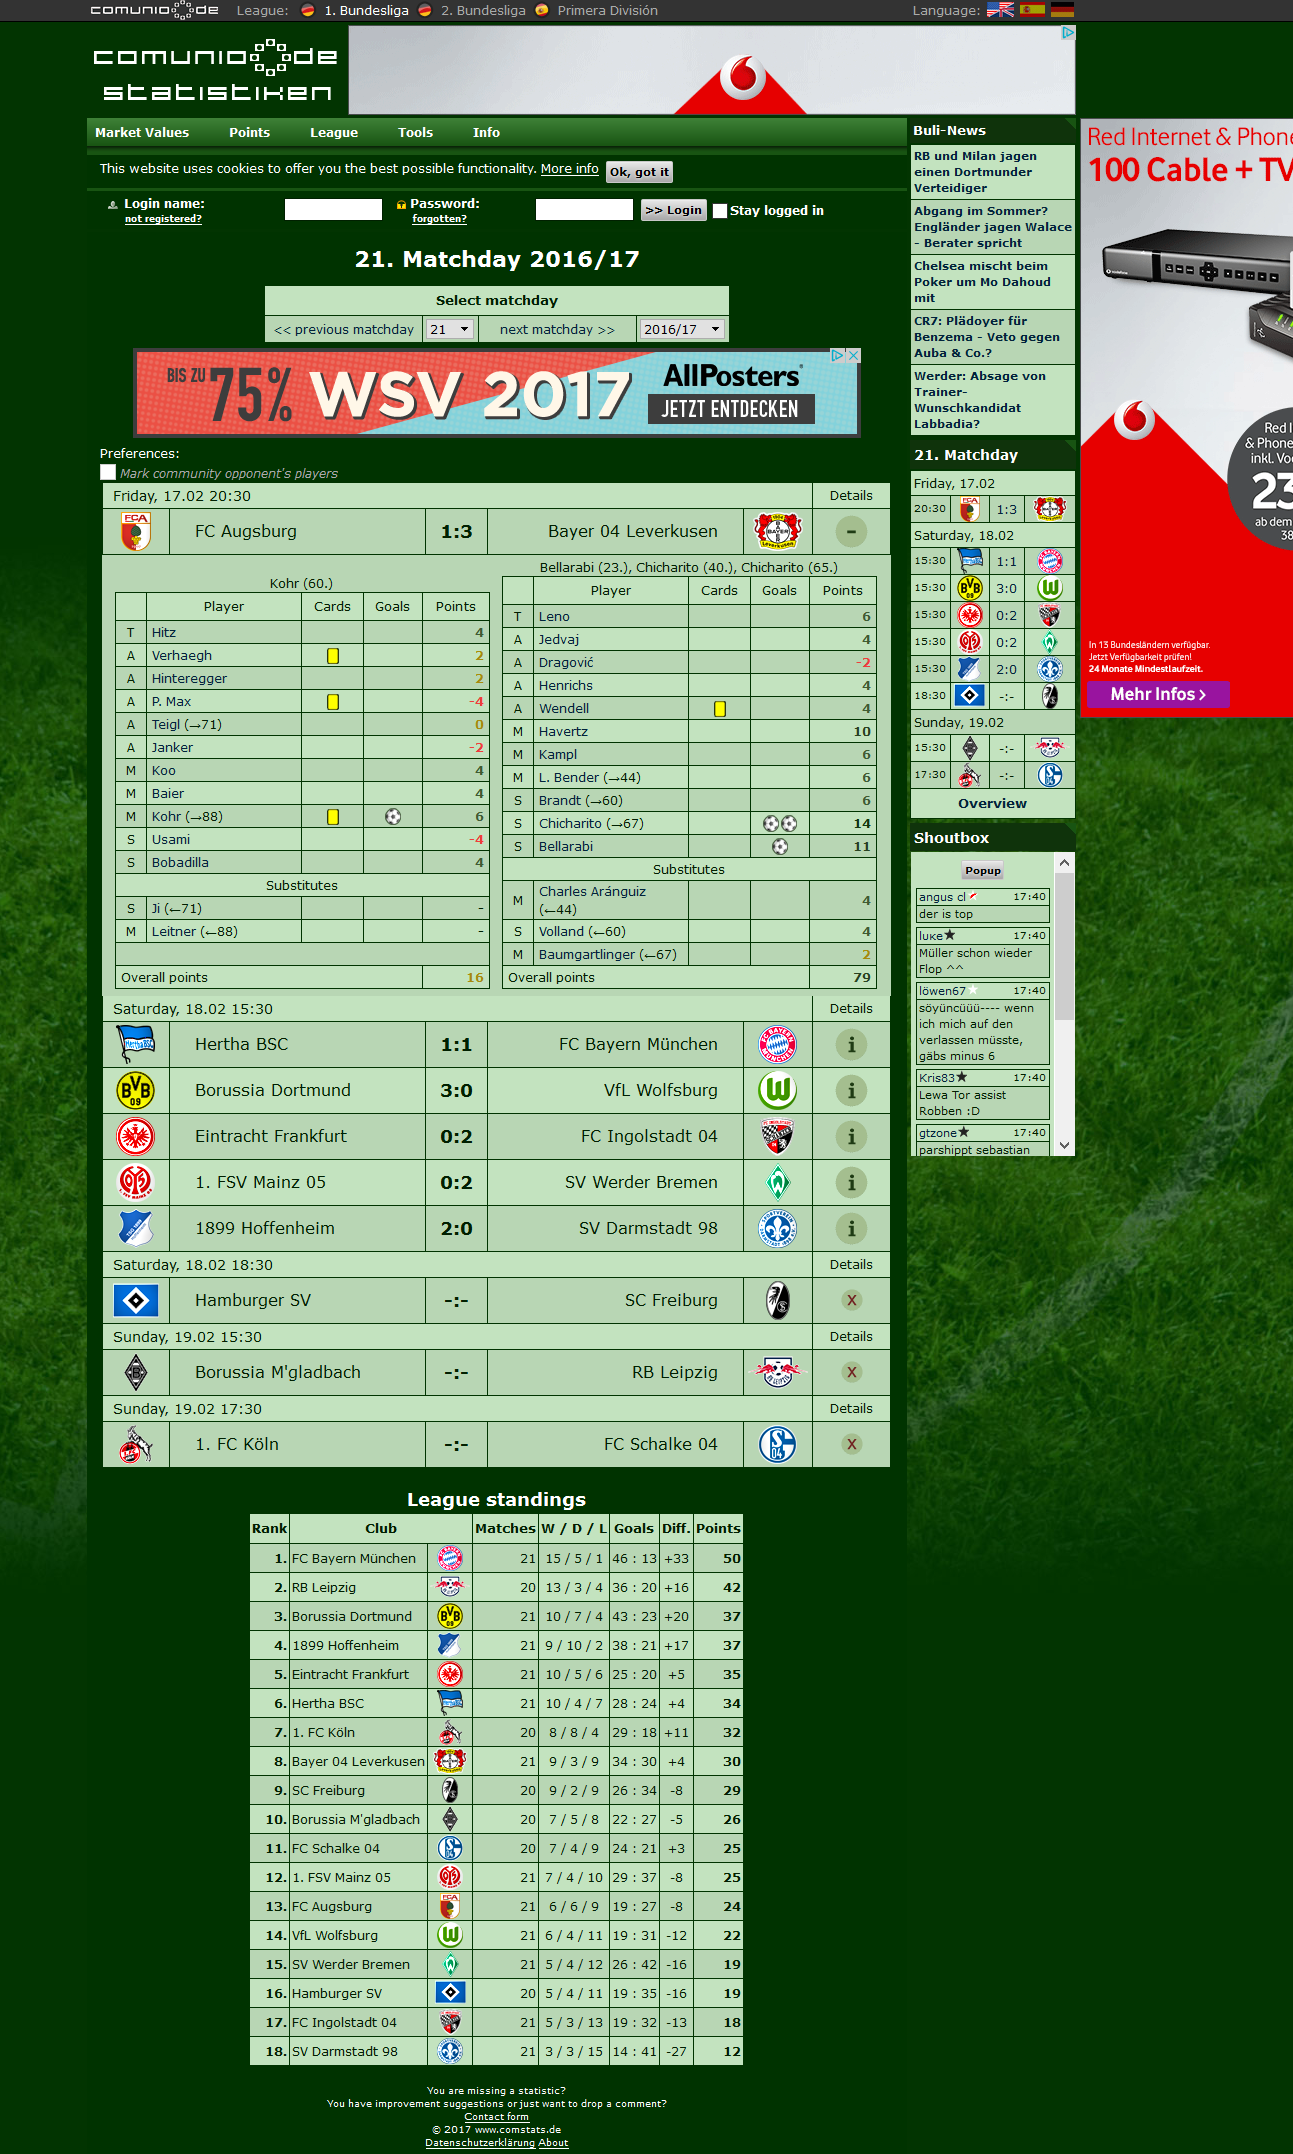 comunio de League: 1. Bundesliga 2. Bundesliga Primera División Language:
comunio de
statistiken
Market Values Points League Tools Info
This website uses cookies to offer you the best possible functionality. More info Ok, got it
Login name: Password: >> Login Stay logged in
not registered? forgotten?
21. Matchday 2016/17
Select matchday
<< previous matchday 21 next matchday >> 2016/17
BIS ZU 75% WSV 2017 AllPosters
JETZT ENTDECKEN
Preferences:
Mark community opponent's players
Friday, 17.02 20:30 Details
FC Augsburg 1:3 Bayer 04 Leverkusen
Kohr (60.)
Player Cards Goals Points
T Hitz 4
A Verhaegh 2
A Hinteregger 2
A P. Max -4
A Teigl (→71) 0
A Janker -2
M Koo 4
M Baier 4
M Kohr (→88) 6
S Usami -4
S Bobadilla 4
Substitutes
S Ji (←71) -
M Leitner (←88) -
Overall points 16
Bellarabi (23.), Chicharito (40.), Chicharito (65.)
Player Cards Goals Points
T Leno 6
A Jedvaj 4
A Dragović -2
A Henrichs 4
A Wendell 4
M Havertz 10
M Kampl 6
M L. Bender (→44) 6
S Brandt (→60) 6
S Chicharito (→67) 14
S Bellarabi 11
Substitutes
M Charles Aránguiz 4
(←44)
S Volland (←60) 4
M Baumgartlinger (←67) 2
Overall points 79
Saturday, 18.02 15:30 Details
Hertha BSC 1:1 FC Bayern München i
Borussia Dortmund 3:0 VfL Wolfsburg i
Eintracht Frankfurt 0:2 FC Ingolstadt 04 i
1. FSV Mainz 05 0:2 SV Werder Bremen i
1899 Hoffenheim 2:0 SV Darmstadt 98 i
Saturday, 18.02 18:30 Details
Hamburger SV -:- SC Freiburg X
Sunday, 19.02 15:30 Details
Borussia M'gladbach -:- RB Leipzig X
Sunday, 19.02 17:30 Details
1. FC Köln -:- FC Schalke 04 X
League standings
Rank Club Matches W / D / L Goals Diff. Points
1. FC Bayern München 21 15 / 5 / 1 46 : 13 +33 50
2. RB Leipzig 20 13 / 3 / 4 36 : 20 +16 42
3. Borussia Dortmund 21 10 / 7 / 4 43 : 23 +20 37
4. 1899 Hoffenheim 21 9 / 10 / 2 38 : 21 +17 37
5. Eintracht Frankfurt 21 10 / 5 / 6 25 : 20 +5 35
6. Hertha BSC 21 10 / 4 / 7 28 : 24 +4 34
7. 1. FC Köln 20 8 / 8 / 4 29 : 18 +11 32
8. Bayer 04 Leverkusen 21 9 / 3 / 9 34 : 30 +4 30
9. SC Freiburg 20 9 / 2 / 9 26 : 34 -8 29
10. Borussia M'gladbach 20 7 / 5 / 8 22 : 27 -5 26
11. FC Schalke 04 20 7 / 4 / 9 24 : 21 +3 25
12. 1. FSV Mainz 05 21 7 / 4 / 10 29 : 37 -8 25
13. FC Augsburg 21 6 / 6 / 9 19 : 27 -8 24
14. VfL Wolfsburg 21 6 / 4 / 11 19 : 31 -12 22
15. SV Werder Bremen 21 5 / 4 / 12 26 : 42 -16 19
16. Hamburger SV 20 5 / 4 / 11 19 : 35 -16 19
17. FC Ingolstadt 04 21 5 / 3 / 13 19 : 32 -13 18
18. SV Darmstadt 98 21 3 / 3 / 15 14 : 41 -27 12
You are missing a statistic?
You have improvement suggestions or just want to drop a comment?
Contact form
© 2017 www.comstats.de
Datenschutzerklärung About
Buli-News
RB und Milan jagen
einen Dortmunder
Verteidiger
Abgang im Sommer?
Engländer jagen Walace
- Berater spricht
Chelsea mischt beim
Poker um Mo Dahoud
mit
CR7: Plädoyer für
Benzema - Veto gegen
Auba & Co.?
Werder: Absage von
Trainer-
Wunschkandidat
Labbadia?
21. Matchday
Friday, 17.02
20:30 1:3
Saturday, 18.02
15:30 1:1
15:30 3:0
15:30 0:2
15:30 0:2
15:30 2:0
18:30 -:-
Sunday, 19.02
15:30 -:-
17:30 -:-
Overview
Shoutbox
Popup
angus cl 17:40
der is top
luke 17:40
Müller schon wieder
Flop ^^
löwen67 17:40
söyüncüüü---- wenn
ich mich auf den
verlassen müsste,
gäbs minus 6
Kris83 17:40
Lewa Tor assist
Robben :D
gtzone 17:40
parshippt sebastian
Red Internet & Phone
100 Cable + TV
Red I
& Phone
inkl. Vo
23
ab dem
38
In 13 Bundesländern verfügbar.
Jetzt Verfügbarkeit prüfen!
24 Monate Mindestlaufzeit.
Mehr Infos >